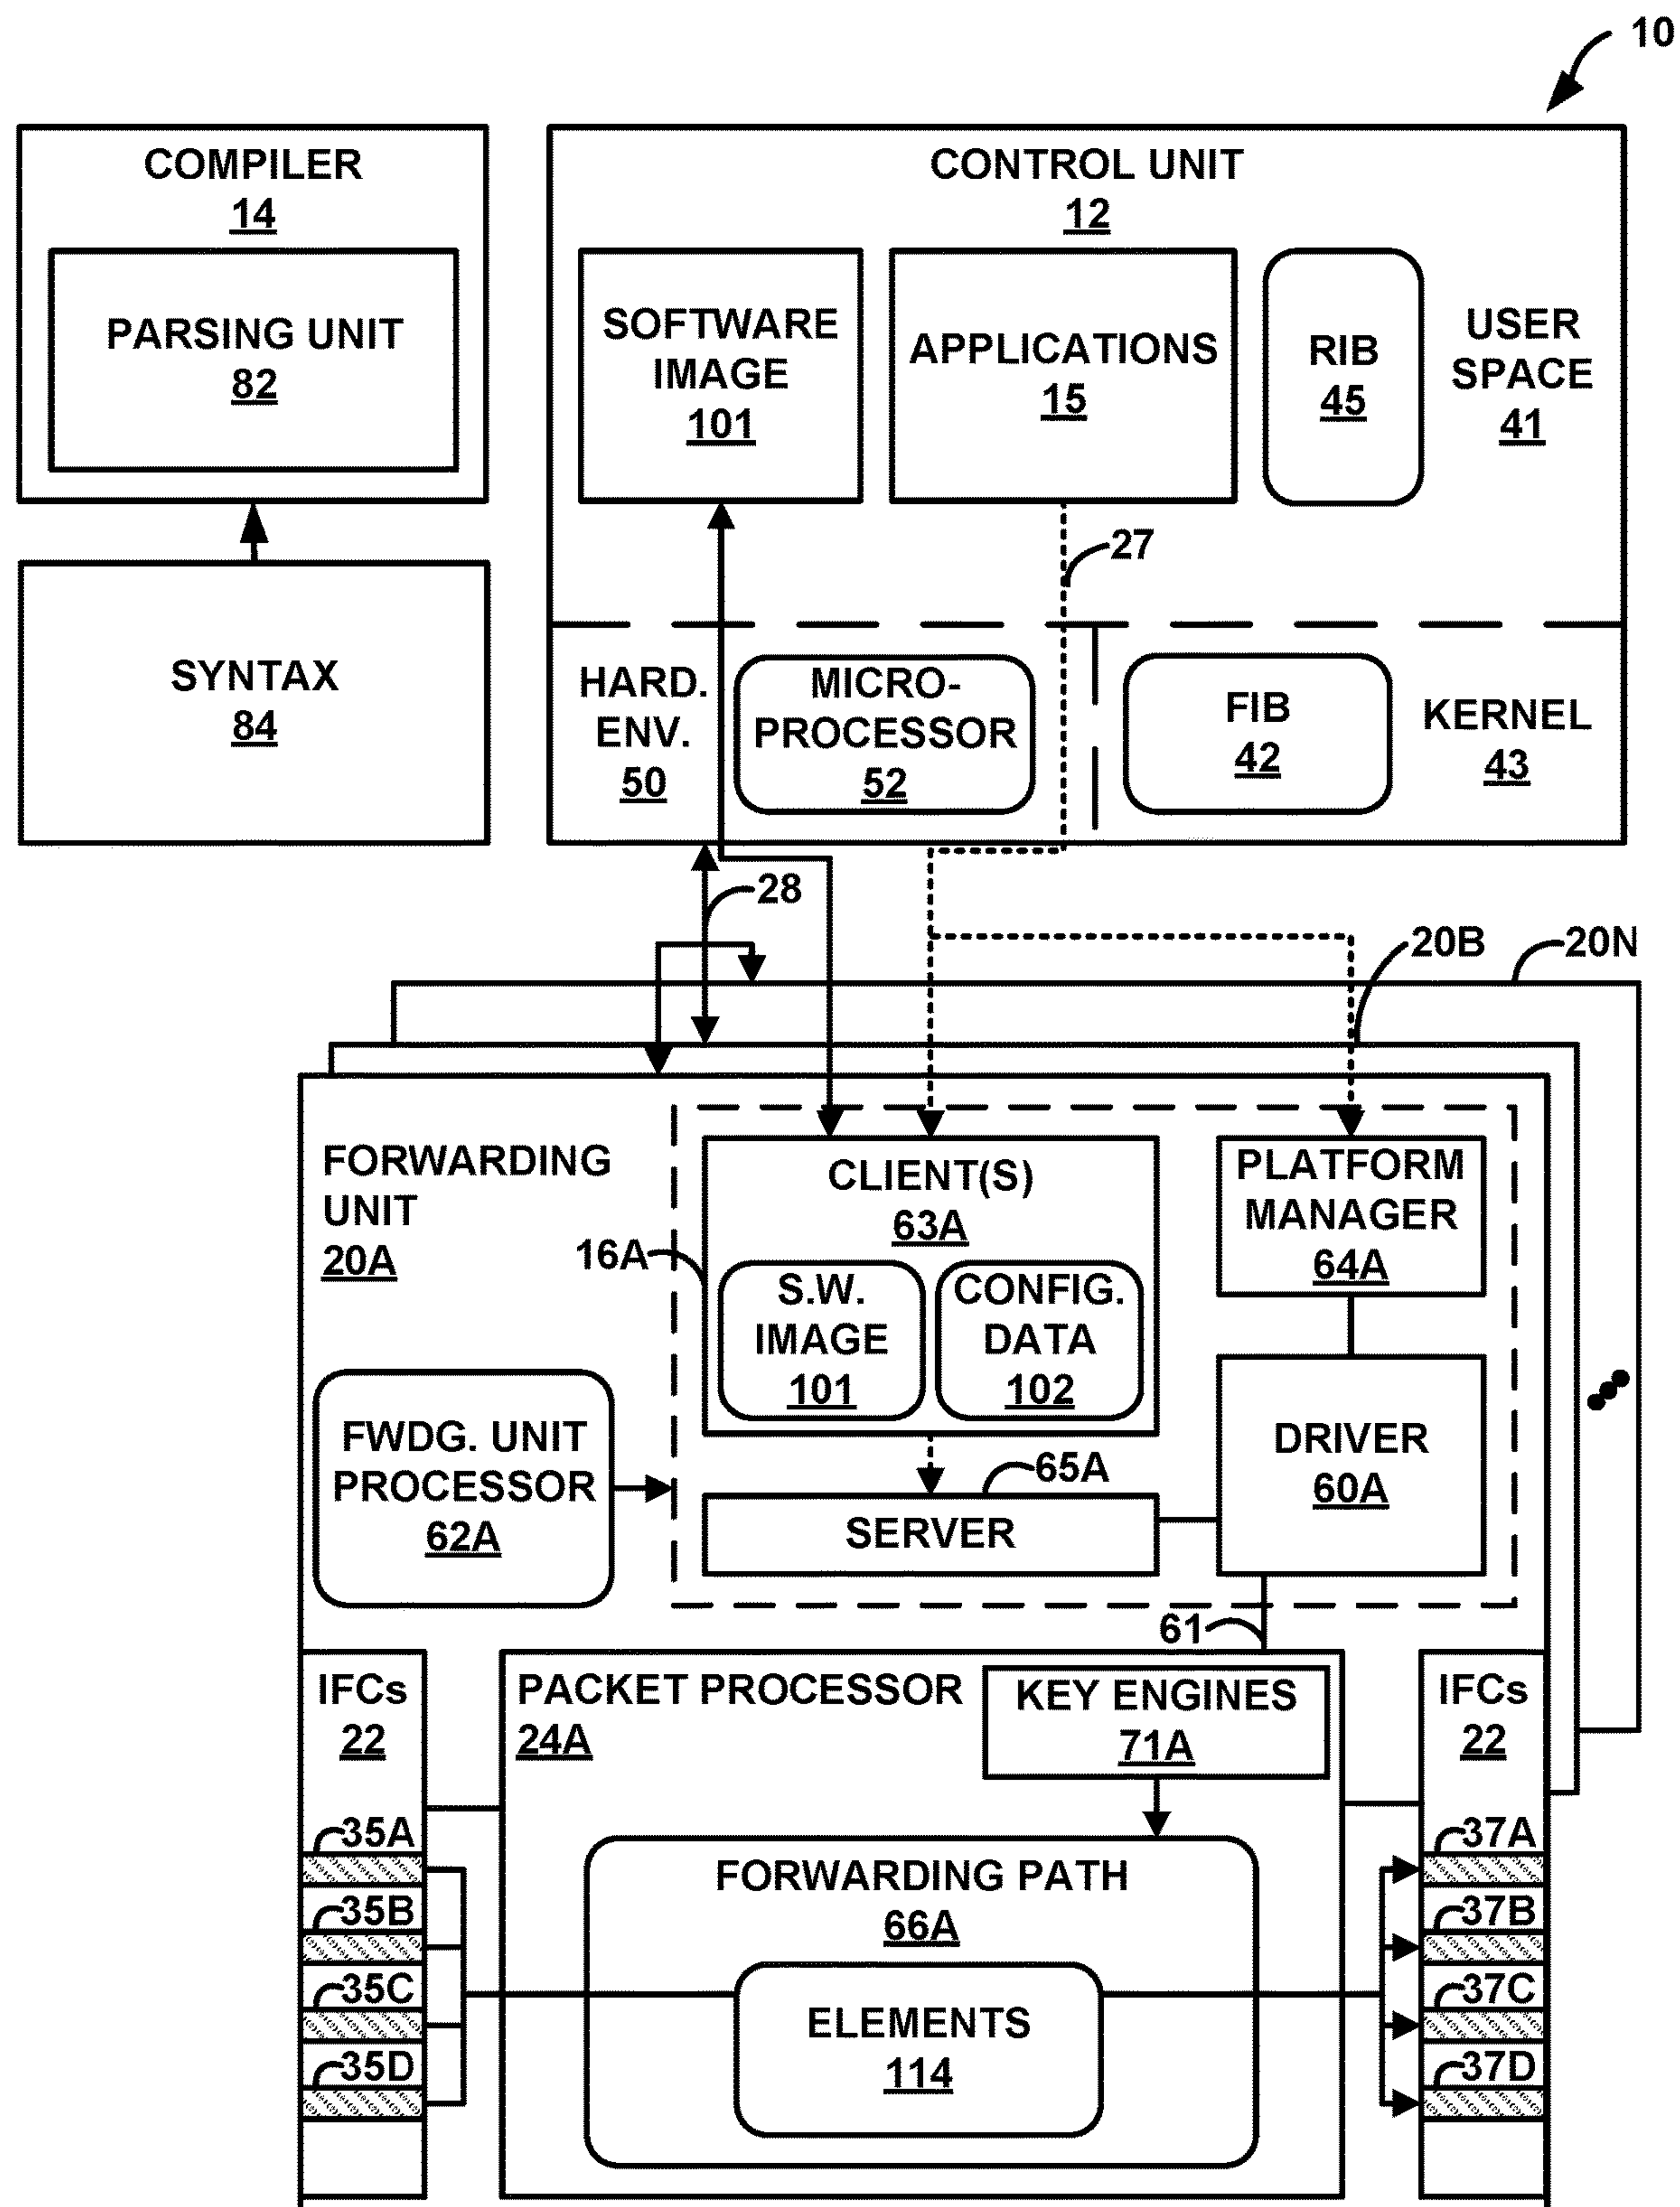 10
COMPILER
14
PARSING UNIT
82
SYNTAX
84
CONTROL UNIT
12
SOFTWARE
IMAGE
101
APPLICATIONS
15
RIB
45
USER
SPACE
41
27
HARD.
ENV.
50
MICRO-
PROCESSOR
52
FIB
42
KERNEL
43
28
20B
20N
FORWARDING
UNIT
20A
16A
CLIENT(S)
63A
S.W.
IMAGE
101
CONFIG.
DATA
102
PLATFORM
MANAGER
64A
FWDG. UNIT
PROCESSOR
62A
65A
SERVER
DRIVER
60A
61
IFCs
22
35A
35B
35C
35D
PACKET PROCESSOR
24A
KEY ENGINES
71A
FORWARDING PATH
66A
ELEMENTS
114
IFCs
22
37A
37B
37C
37D